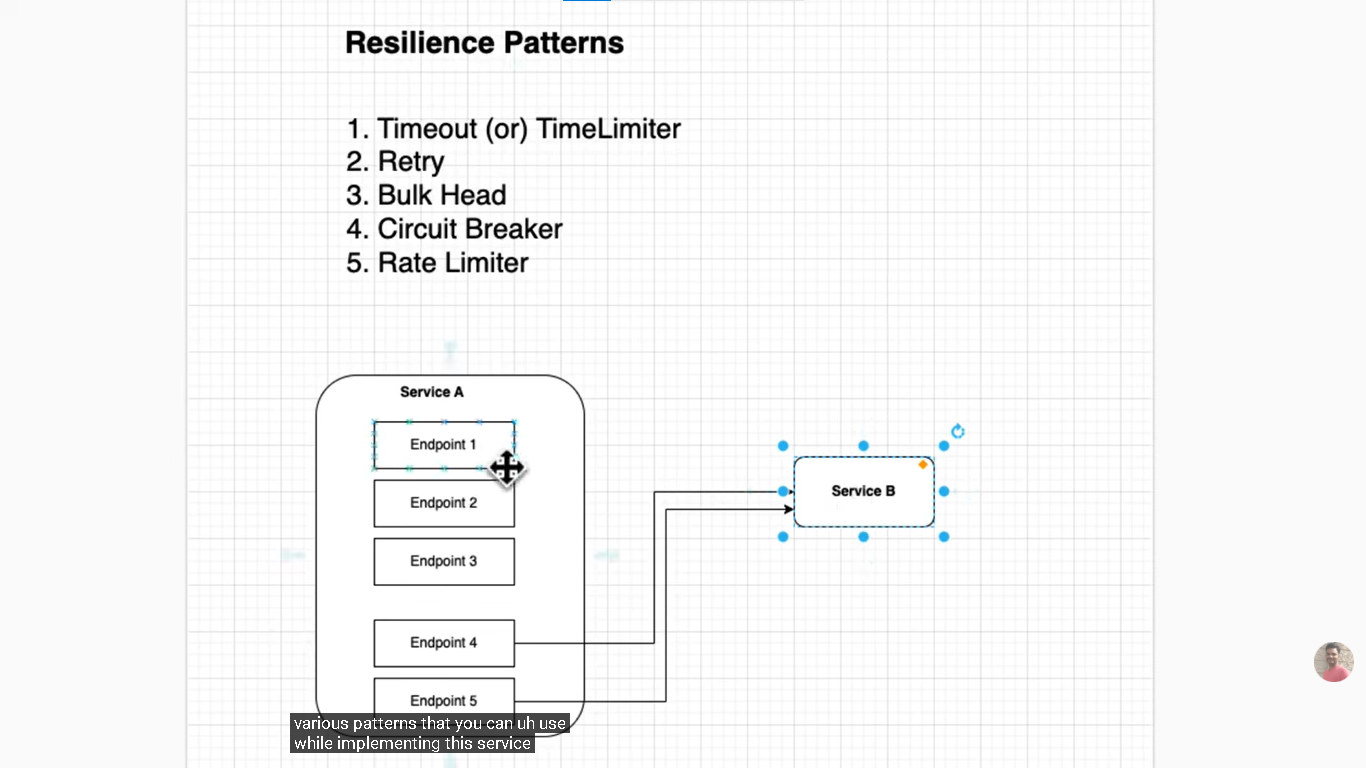 Resilience Patterns
1. Timeout (or) TimeLimiter
2. Retry
3. Bulk Head
4. Circuit Breaker
5. Rate Limiter
Service A
Endpoint 1
Endpoint 2
Endpoint 3
Endpoint 4
Endpoint 5
Service B
various patterns that you can uh use
while implementing this service